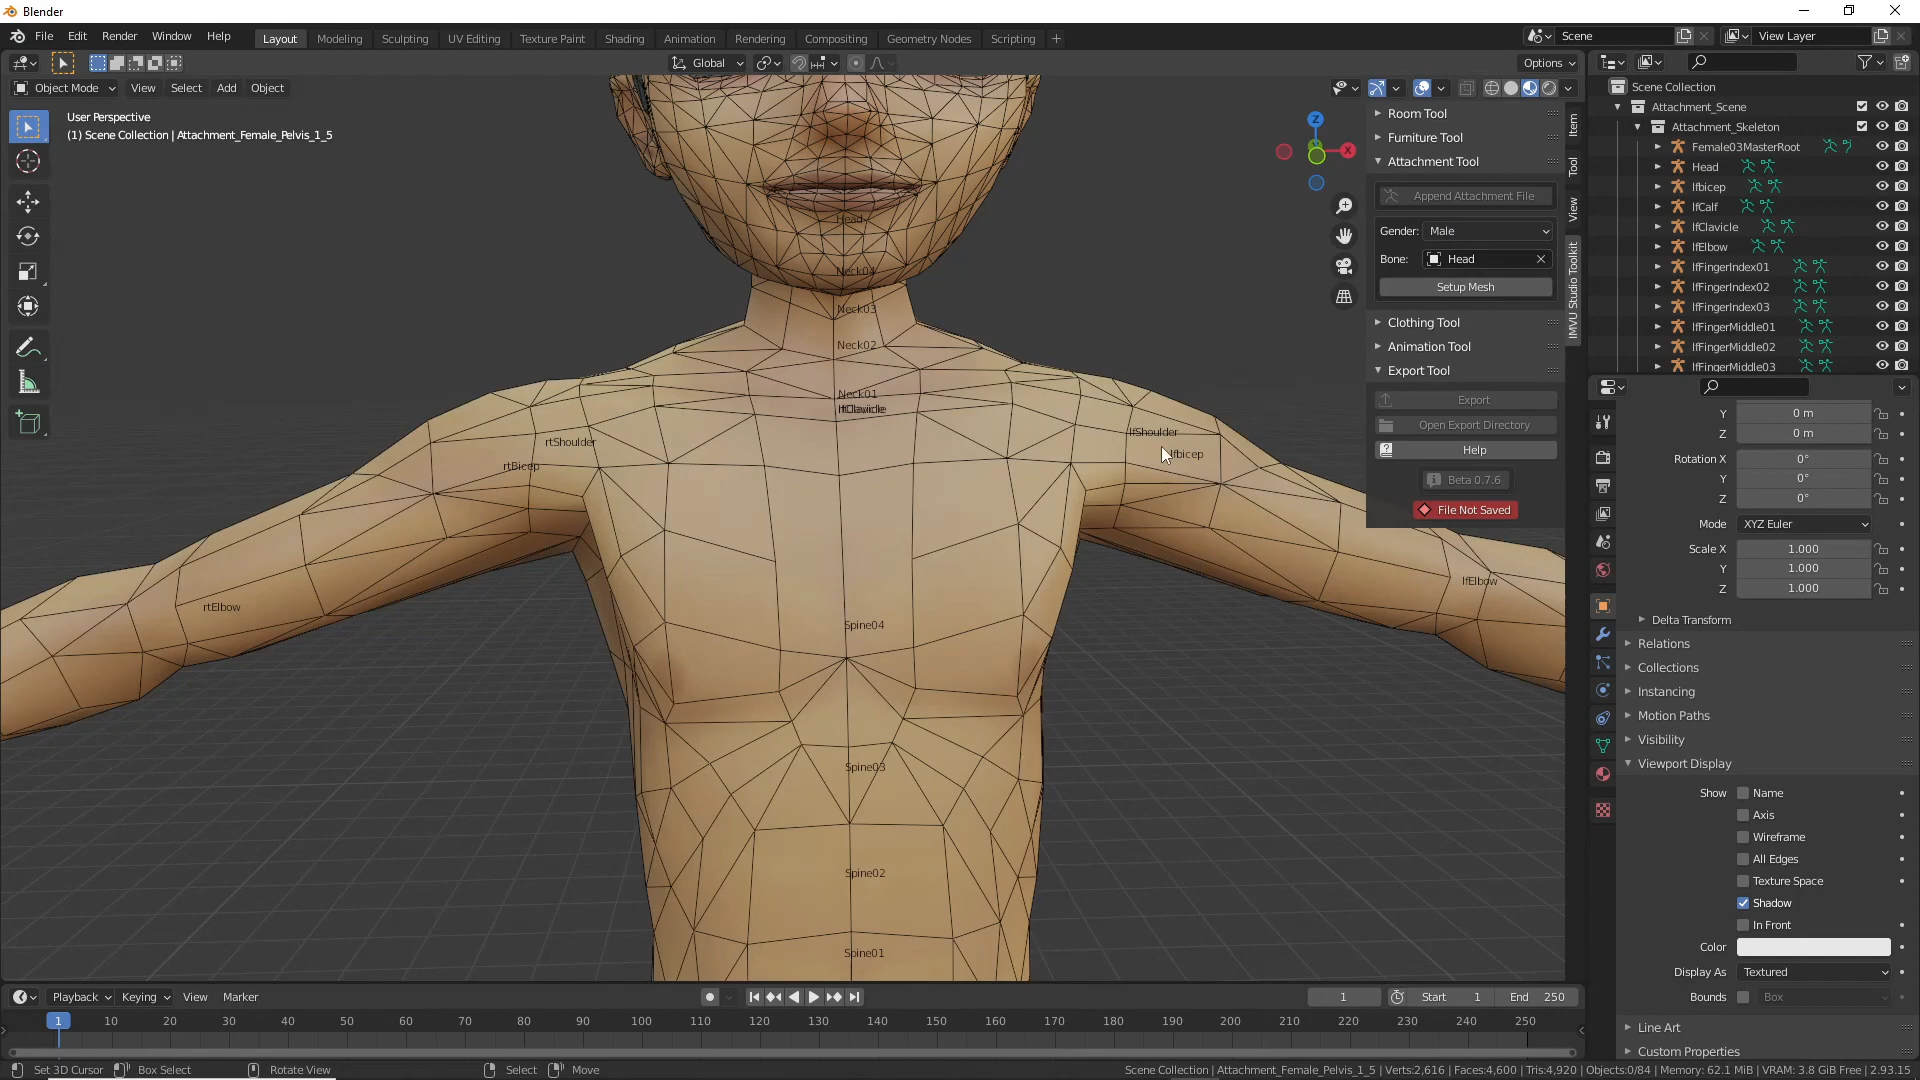 Blender
File Edit Render Window Help
Layout Modeling Sculpting UV Editing Texture Paint Shading Animation Rendering Compositing Geometry Nodes Scripting +
Scene View Layer
Global Options
Object Mode View Select Add Object
User Perspective
(1) Scene Collection | Attachment_Female_Pelvis_1_5
Z
X
Head
Neck04
Neck03
Neck02
Neck01
rtShoulder
lfShoulder
rtBicep
lfbicep
rtElbow
lfElbow
Spine04
Spine03
Spine02
Spine01
Room Tool
Furniture Tool
Attachment Tool
Append Attachment File
Gender: Male
Bone: Head
Setup Mesh
Clothing Tool
Animation Tool
Export Tool
Export
Open Export Directory
Help
Beta 0.7.6
File Not Saved
Item
Tool
View
IMVU Studio Toolkit
Scene Collection
Attachment_Scene
Attachment_Skeleton
Female03MasterRoot
Head
lfbicep
lfCalf
lfClavicle
lfElbow
lfFingerIndex01
lfFingerIndex02
lfFingerIndex03
lfFingerMiddle01
lfFingerMiddle02
lfFingerMiddle03
Y 0 m
Z 0 m
Rotation X 0°
Y 0°
Z 0°
Mode XYZ Euler
Scale X 1.000
Y 1.000
Z 1.000
Delta Transform
Relations
Collections
Instancing
Motion Paths
Visibility
Viewport Display
Show Name
Axis
Wireframe
All Edges
Texture Space
Shadow
In Front
Color
Display As Textured
Bounds Box
Line Art
Custom Properties
Playback Keying View Marker
1 Start 1 End 250
1 10 20 30 40 50 60 70 80 90 100 110 120 130 140 150 160 170 180 190 200 210 220 230 240 250
Set 3D Cursor Box Select Rotate View Select Move
Scene Collection | Attachment_Female_Pelvis_1_5 | Verts:2,616 | Faces:4,600 | Tris:4,920 | Objects:0/84 | Memory: 62.1 MiB | VRAM: 3.8 GiB Free | 2.93.15